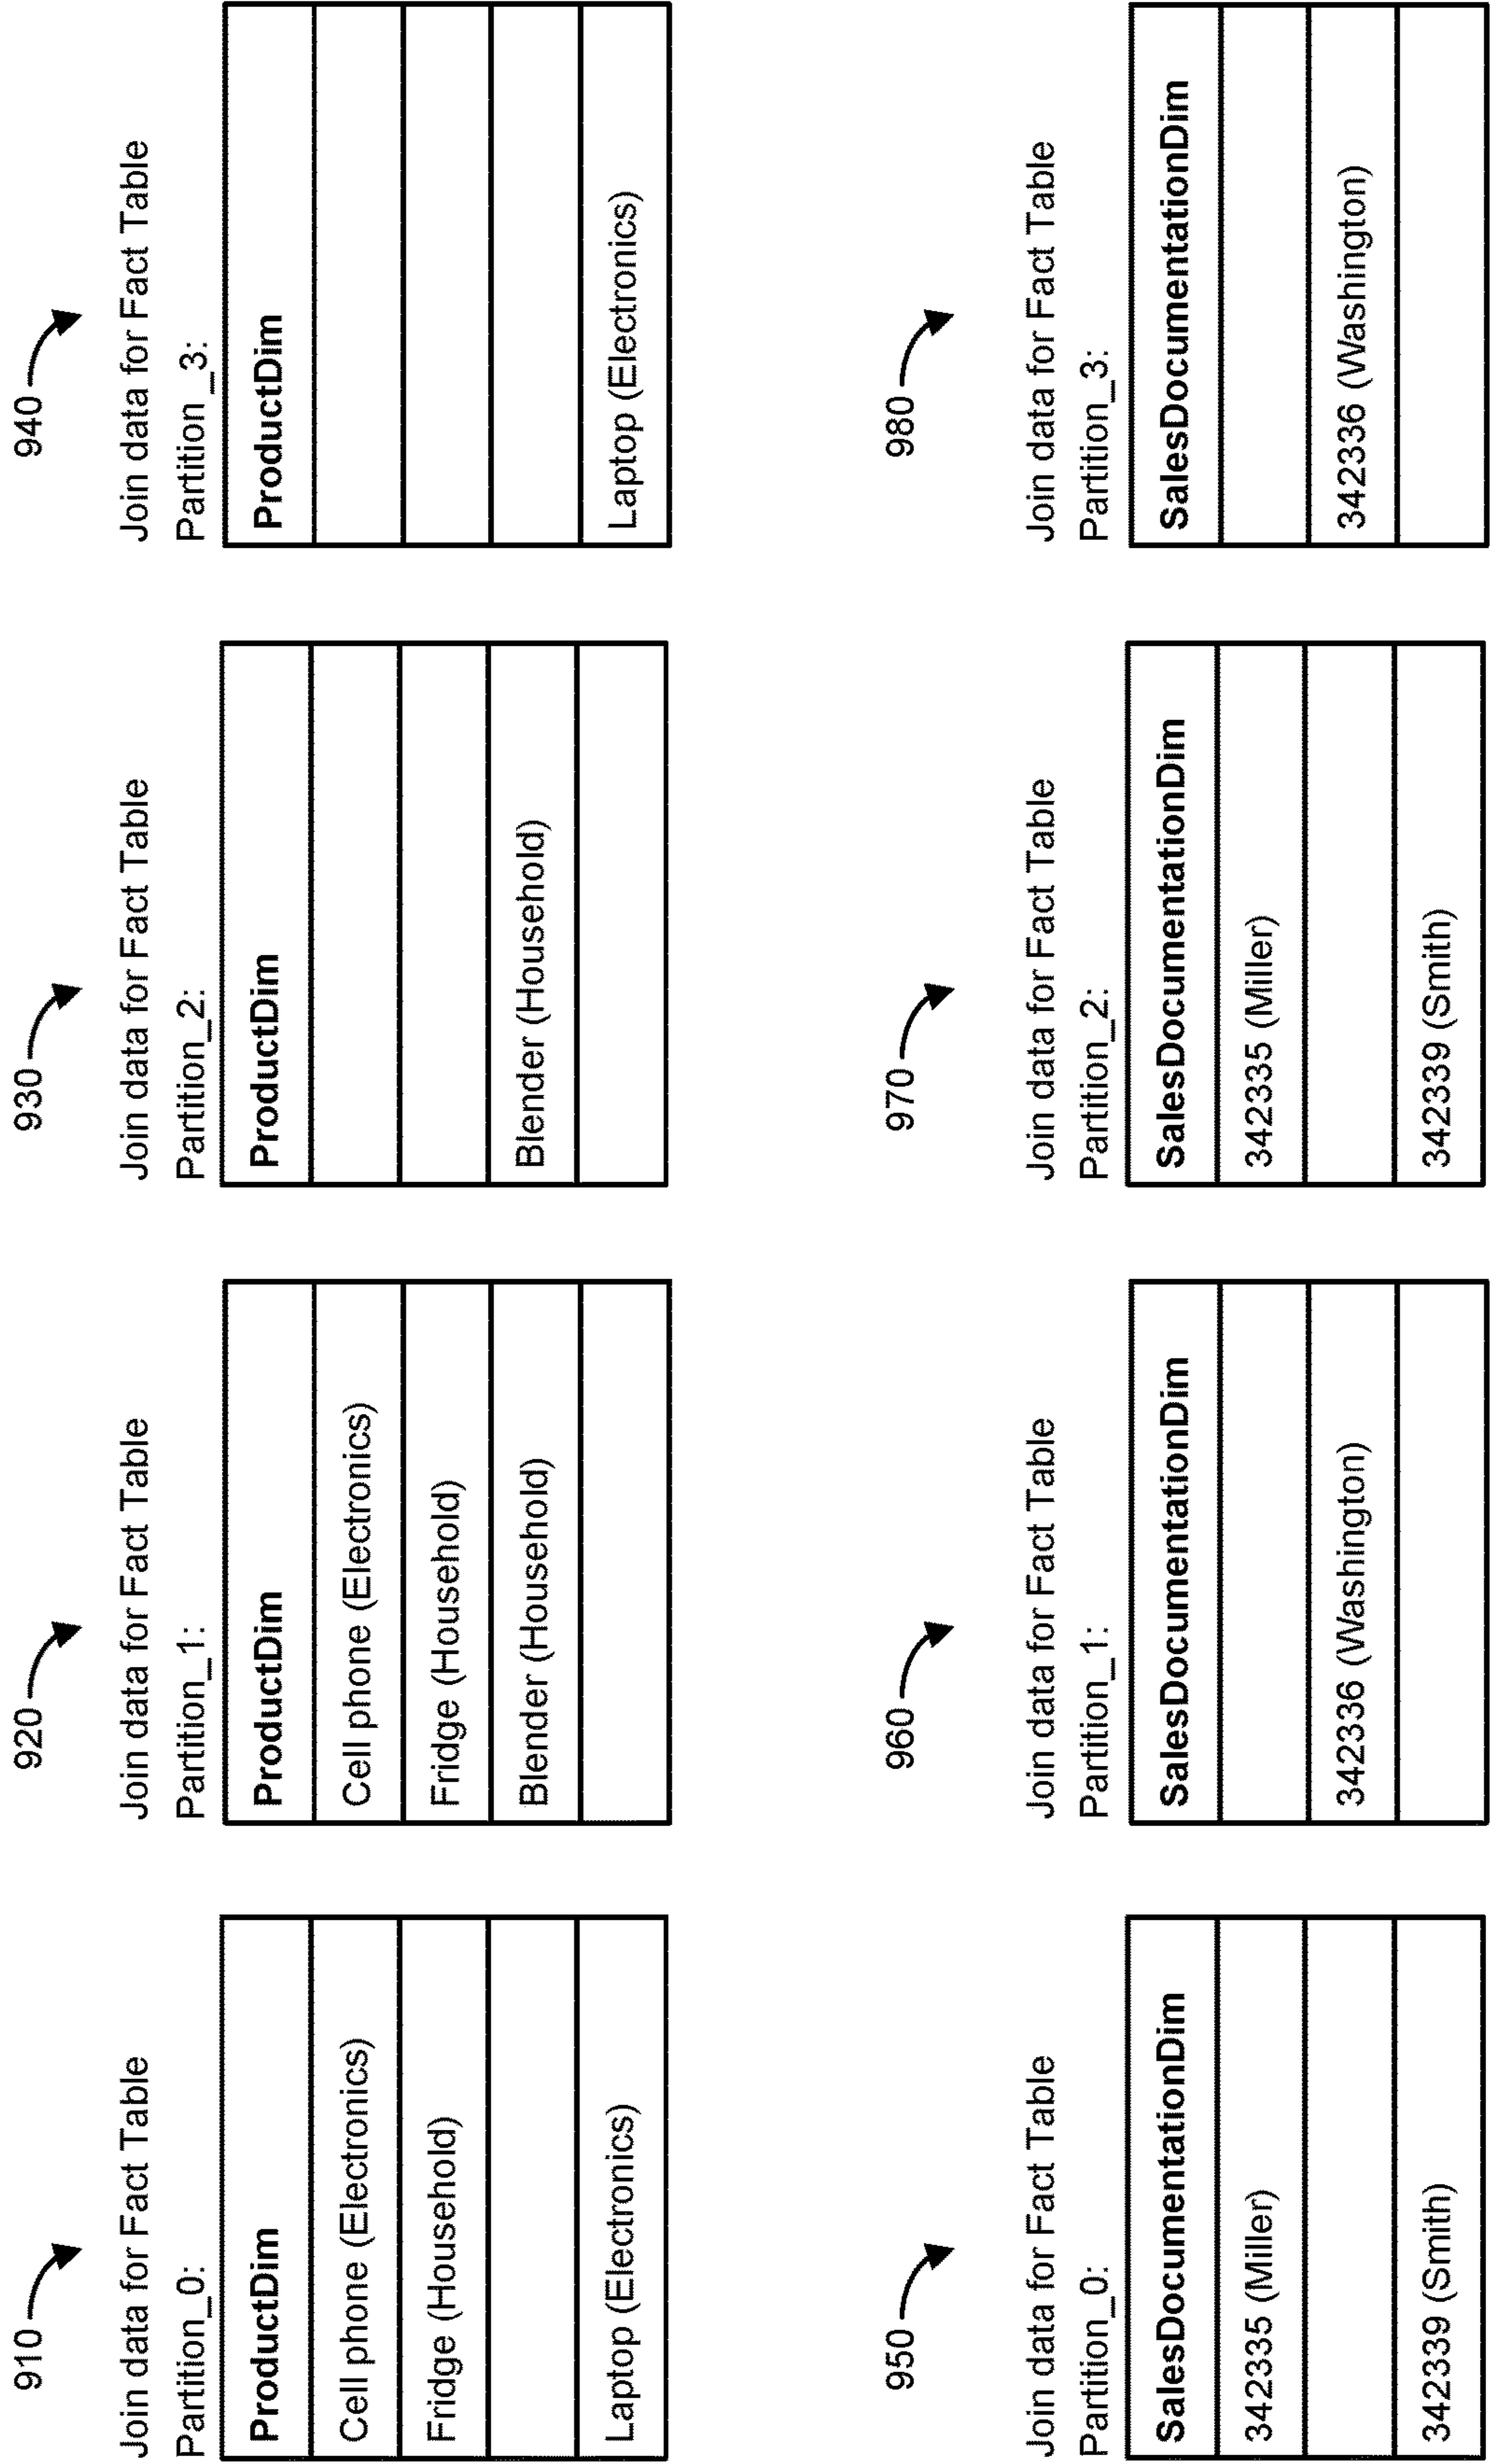 910
Join data for Fact Table
Partition_0:
ProductDim
Cell phone (Electronics)
Fridge (Household)
Laptop (Electronics)
920
Join data for Fact Table
Partition_1:
ProductDim
Cell phone (Electronics)
Fridge (Household)
Blender (Household)
930
Join data for Fact Table
Partition_2:
ProductDim
Blender (Household)
940
Join data for Fact Table
Partition_3:
ProductDim
Laptop (Electronics)
950
Join data for Fact Table
Partition_0:
SalesDocumentationDim
342335 (Miller)
342339 (Smith)
960
Join data for Fact Table
Partition_1:
SalesDocumentationDim
342336 (Washington)
970
Join data for Fact Table
Partition_2:
SalesDocumentationDim
342335 (Miller)
342339 (Smith)
980
Join data for Fact Table
Partition_3:
SalesDocumentationDim
342336 (Washington)